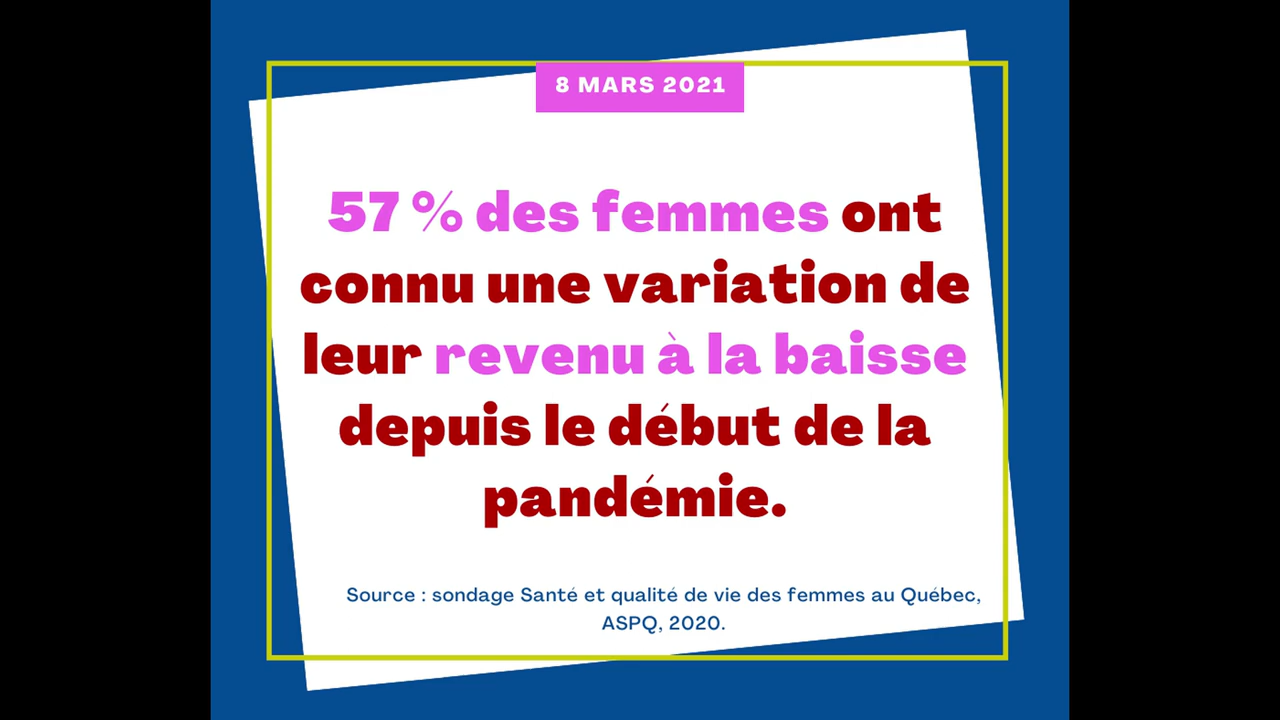 8 MARS 2021
57 % des femmes ont
connu une variation de
leur revenu à la baisse
depuis le début de la
pandémie.
Source : sondage Santé et qualité de vie des femmes au Québec,
ASPQ, 2020.